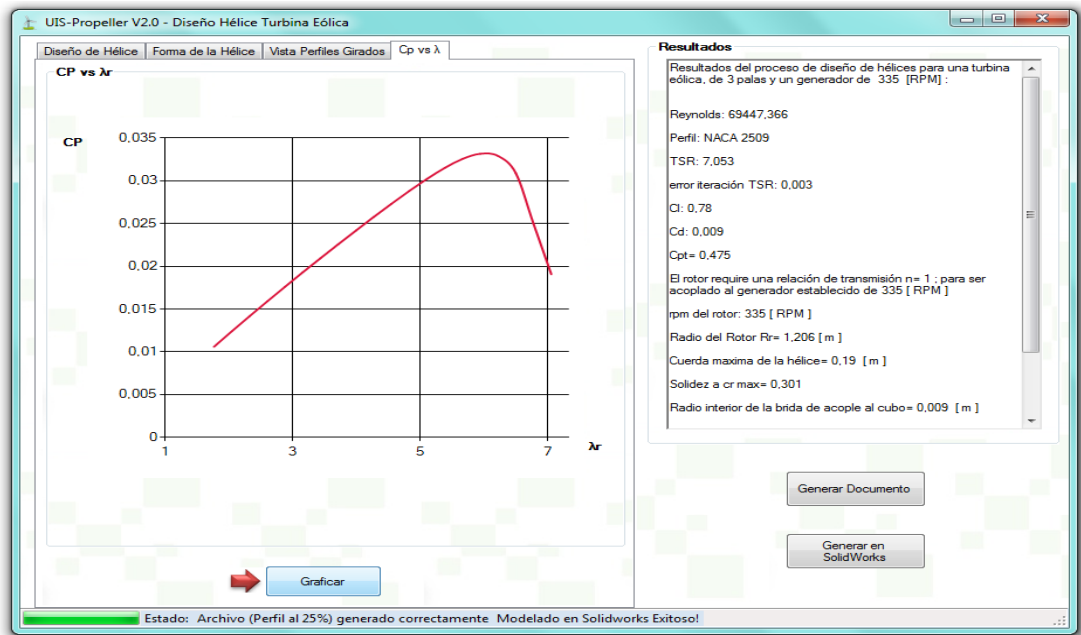 UIS-Propeller V2.0 - Diseño Hélice Turbina Eólica
Diseño de Hélice
Forma de la Hélice
Vista Perfiles Girados
Cp vs λ
CP vs λr
CP
0,035
0,03
0,025
0,02
0,015
0,01
0,005
0
1
3
5
7
λr
Graficar
Resultados
Resultados del proceso de diseño de hélices para una turbina
eólica, de 3 palas y un generador de 335 [RPM] :
Reynolds: 69447,366
Perfil: NACA 2509
TSR: 7,053
error iteración TSR: 0,003
Cl: 0,78
Cd: 0,009
Cpt= 0,475
El rotor require una relación de transmisión n= 1 ; para ser
acoplado al generador establecido de 335 [ RPM ]
rpm del rotor: 335 [ RPM ]
Radio del Rotor Rr= 1,206 [ m ]
Cuerda maxima de la hélice= 0,19 [ m ]
Solidez a cr max= 0,301
Radio interior de la brida de acople al cubo= 0,009 [ m ]
Generar Documento
Generar en
SolidWorks
Estado: Archivo (Perfil al 25%) generado correctamente Modelado en Solidworks Exitoso!